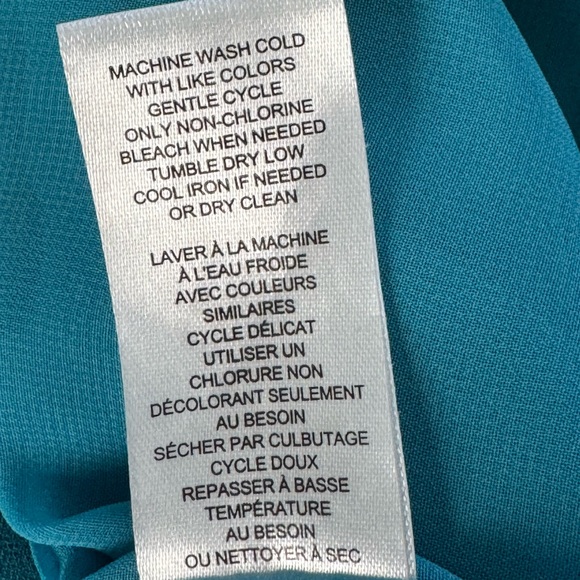 MACHINE WASH COLD
WITH LIKE COLORS
GENTLE CYCLE
ONLY NON-CHLORINE
BLEACH WHEN NEEDED
TUMBLE DRY LOW
COOL IRON IF NEEDED
OR DRY CLEAN
LAVER À LA MACHINE
À L'EAU FROIDE
AVEC COULEURS
SIMILAIRES
CYCLE DÉLICAT
UTILISER UN
CHLORURE NON
DÉCOLORANT SEULEMENT
AU BESOIN
SÉCHER PAR CULBUTAGE
CYCLE DOUX
REPASSER À BASSE
TEMPÉRATURE
AU BESOIN
OU NETTOYER À SEC